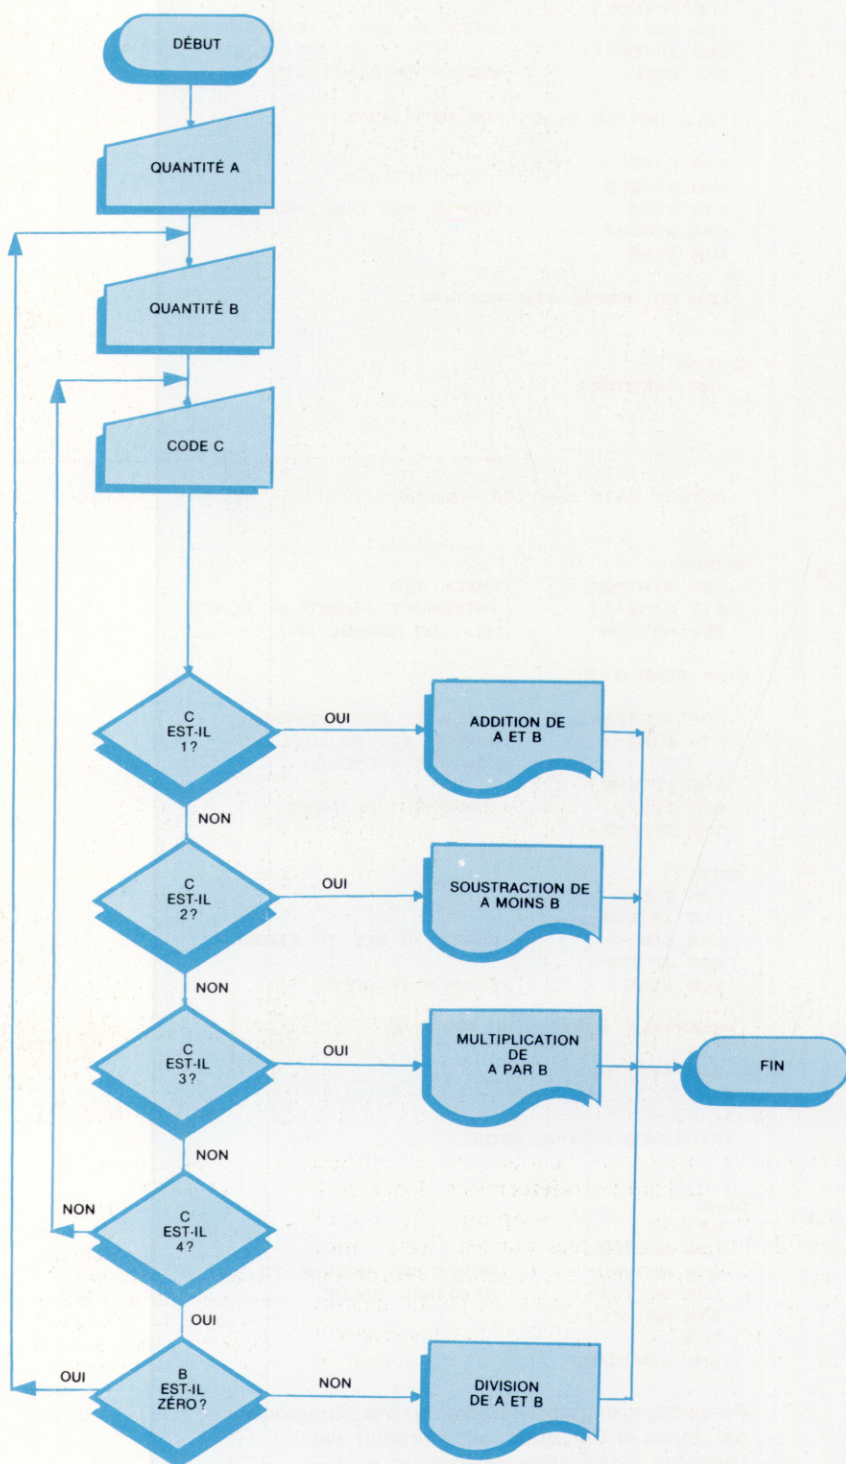 DÉBUT
QUANTITÉ A
QUANTITÉ B
CODE C
C
EST-IL
1?
OUI
ADDITION DE
A ET B
NON
C
EST-IL
2?
OUI
SOUSTRACTION DE
A MOINS B
NON
C
EST-IL
3?
OUI
MULTIPLICATION
DE
A PAR B
FIN
NON
C
EST-IL
4?
NON
OUI
B
EST-IL
ZÉRO?
OUI
NON
DIVISION
DE A ET B